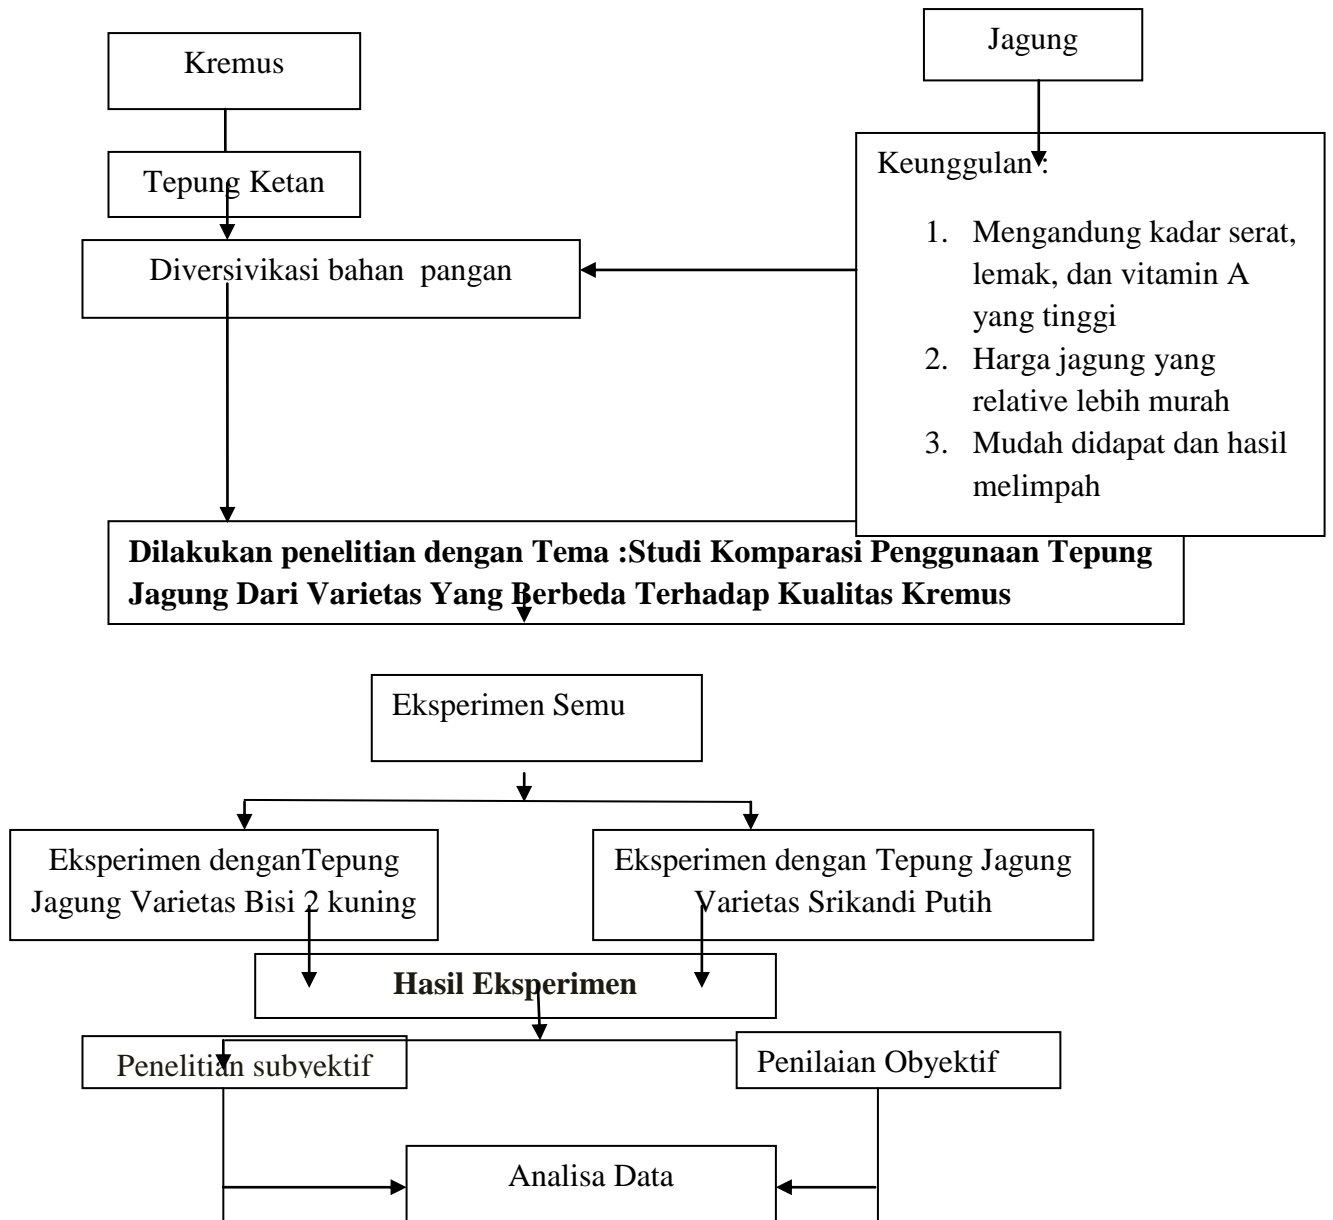 Kremus
Jagung
Tepung Ketan
Keunggulan :
1. Mengandung kadar serat,
lemak, dan vitamin A
yang tinggi
2. Harga jagung yang
relative lebih murah
3. Mudah didapat dan hasil
melimpah
Diversivikasi bahan pangan
Dilakukan penelitian dengan Tema :Studi Komparasi Penggunaan Tepung
Jagung Dari Varietas Yang Berbeda Terhadap Kualitas Kremus
Eksperimen Semu
Eksperimen denganTepung
Jagung Varietas Bisi 2 kuning
Eksperimen dengan Tepung Jagung
Varietas Srikandi Putih
Hasil Eksperimen
Penelitian subyektif
Penilaian Obyektif
Analisa Data